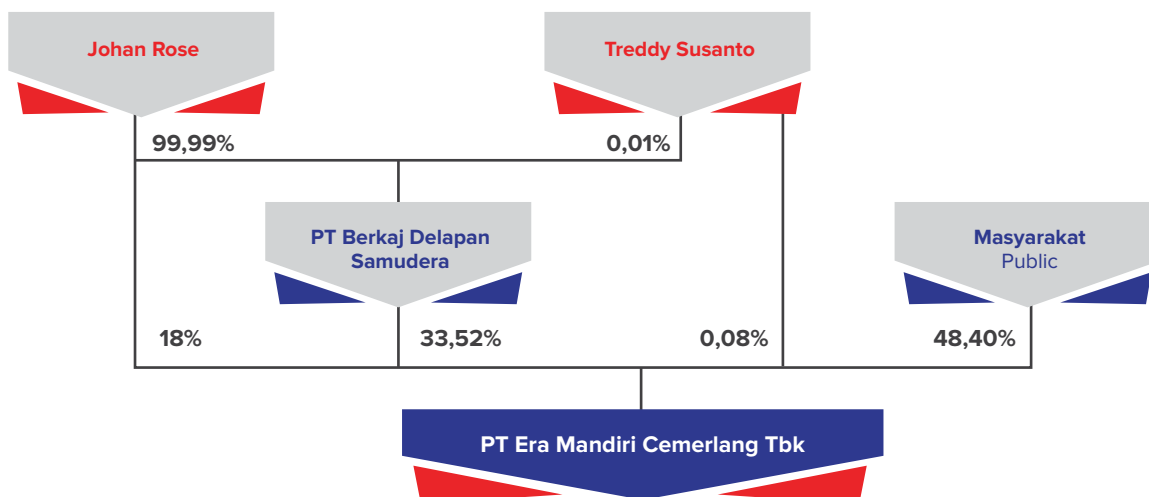 Johan Rose
Treddy Susanto
99,99%
0,01%
PT Berkaj Delapan
Samudera
Masyarakat
Public
18%
33,52%
0,08%
48,40%
PT Era Mandiri Cemerlang Tbk